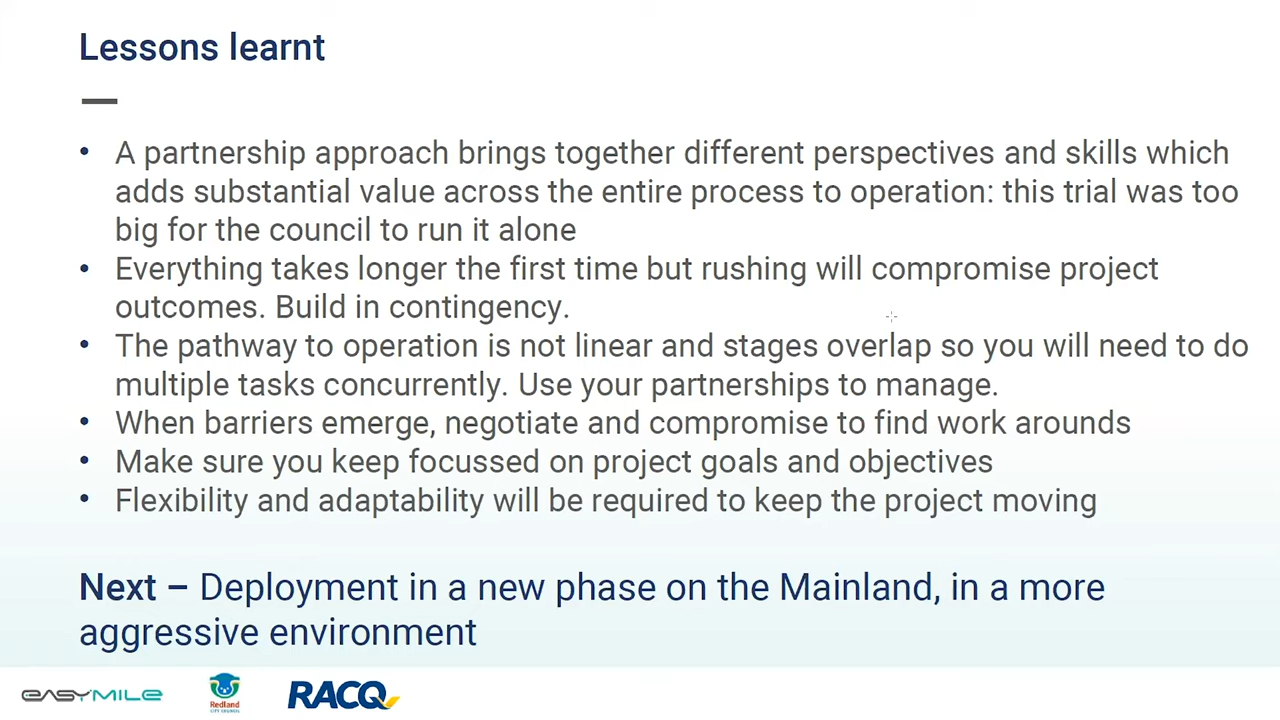 Lessons learnt
• A partnership approach brings together different perspectives and skills which
adds substantial value across the entire process to operation: this trial was too
big for the council to run it alone
• Everything takes longer the first time but rushing will compromise project
outcomes. Build in contingency.
• The pathway to operation is not linear and stages overlap so you will need to do
multiple tasks concurrently. Use your partnerships to manage.
• When barriers emerge, negotiate and compromise to find work arounds
• Make sure you keep focussed on project goals and objectives
• Flexibility and adaptability will be required to keep the project moving
Next – Deployment in a new phase on the Mainland, in a more
aggressive environment
EASYMILE
Redland
CITY COUNCIL
RACQ